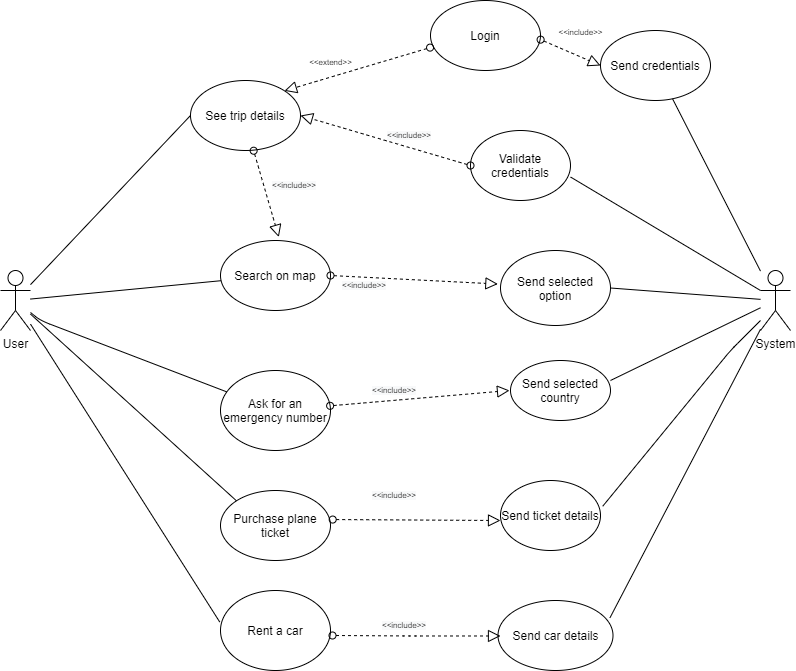 Login
<<include>>
Send credentials
<<extend>>
See trip details
<<include>>
Validate
credentials
<<include>>
Search on map
<<include>>
Send selected
option
User
System
Ask for an
emergency number
<<include>>
Send selected
country
Purchase plane
ticket
<<include>>
Send ticket details
Rent a car
<<include>>
Send car details